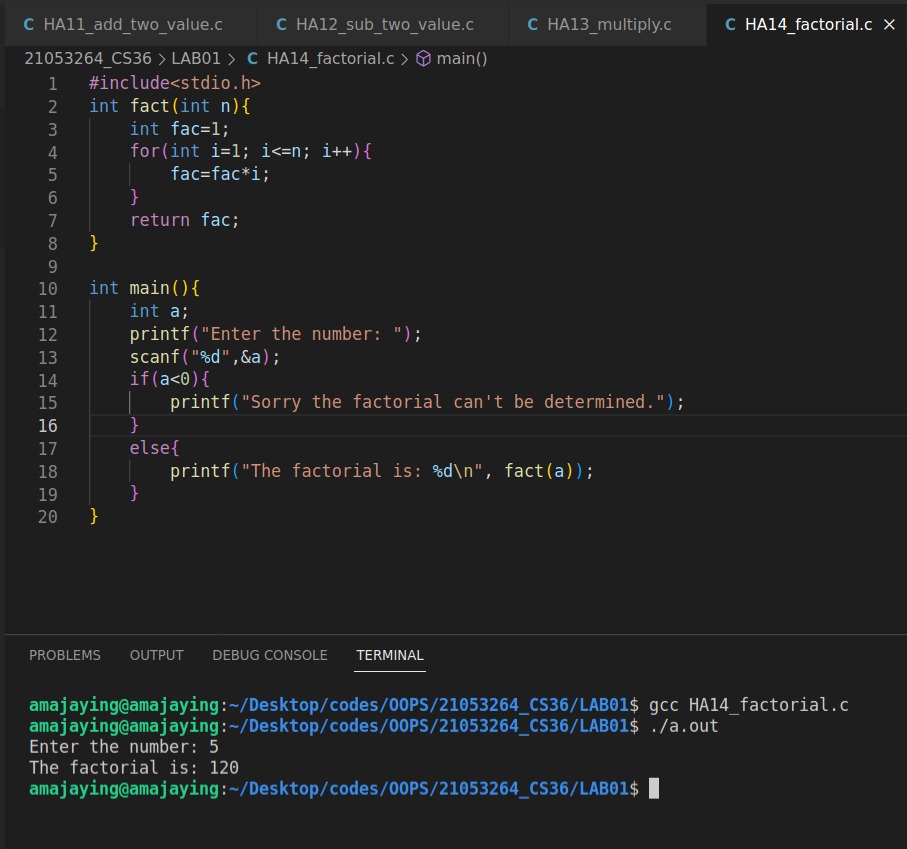 C HA11_add_two_value.c C HA12_sub_two_value.c C HA13_multiply.c C HA14_factorial.c ×
21053264_CS36 > LAB01 > C HA14_factorial.c > main()
1 #include<stdio.h>
2 int fact(int n){
3 int fac=1;
4 for(int i=1; i<=n; i++){
5 fac=fac*i;
6 }
7 return fac;
8 }
9
10 int main(){
11 int a;
12 printf("Enter the number: ");
13 scanf("%d",&a);
14 if(a<0){
15 printf("Sorry the factorial can't be determined.");
16 }
17 else{
18 printf("The factorial is: %d\n", fact(a));
19 }
20 }
PROBLEMS OUTPUT DEBUG CONSOLE TERMINAL
amajaying@amajaying:~/Desktop/codes/OOPS/21053264_CS36/LAB01$ gcc HA14_factorial.c
amajaying@amajaying:~/Desktop/codes/OOPS/21053264_CS36/LAB01$ ./a.out
Enter the number: 5
The factorial is: 120
amajaying@amajaying:~/Desktop/codes/OOPS/21053264_CS36/LAB01$